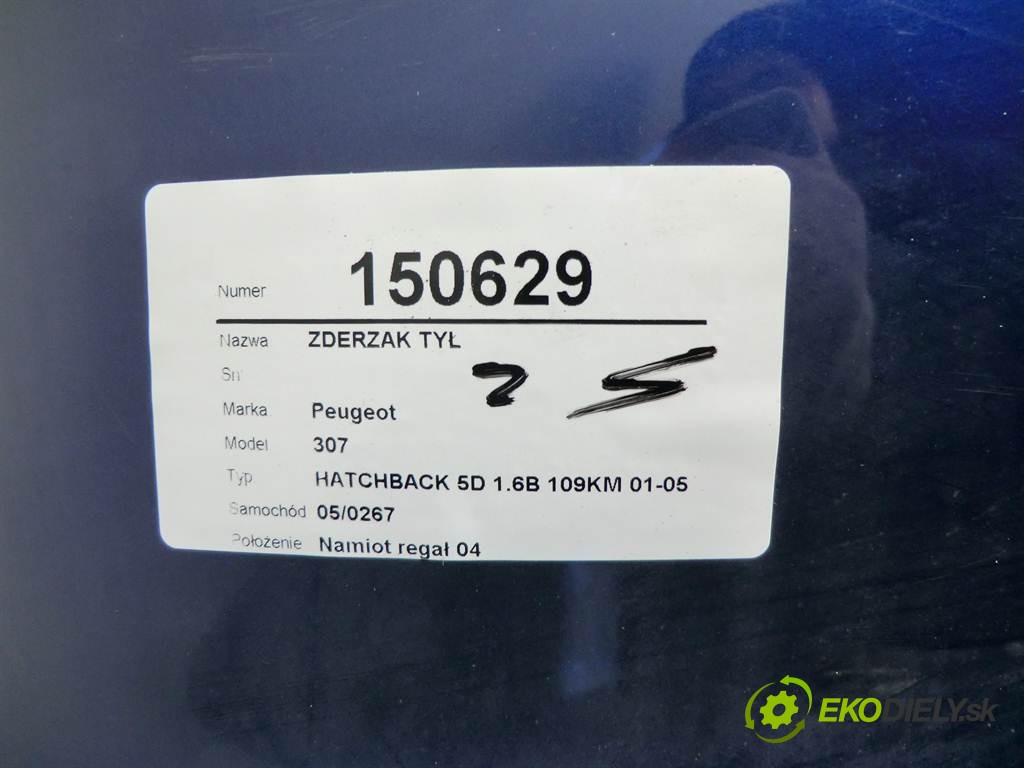 Numer 150629
Nazwa ZDERZAK TYŁ
Sn
Marka Peugeot
Model 307
Typ HATCHBACK 5D 1.6B 109KM 01-05
Samochód 05/0267
Położenie Namiot regał 04
EKODIELY.sk